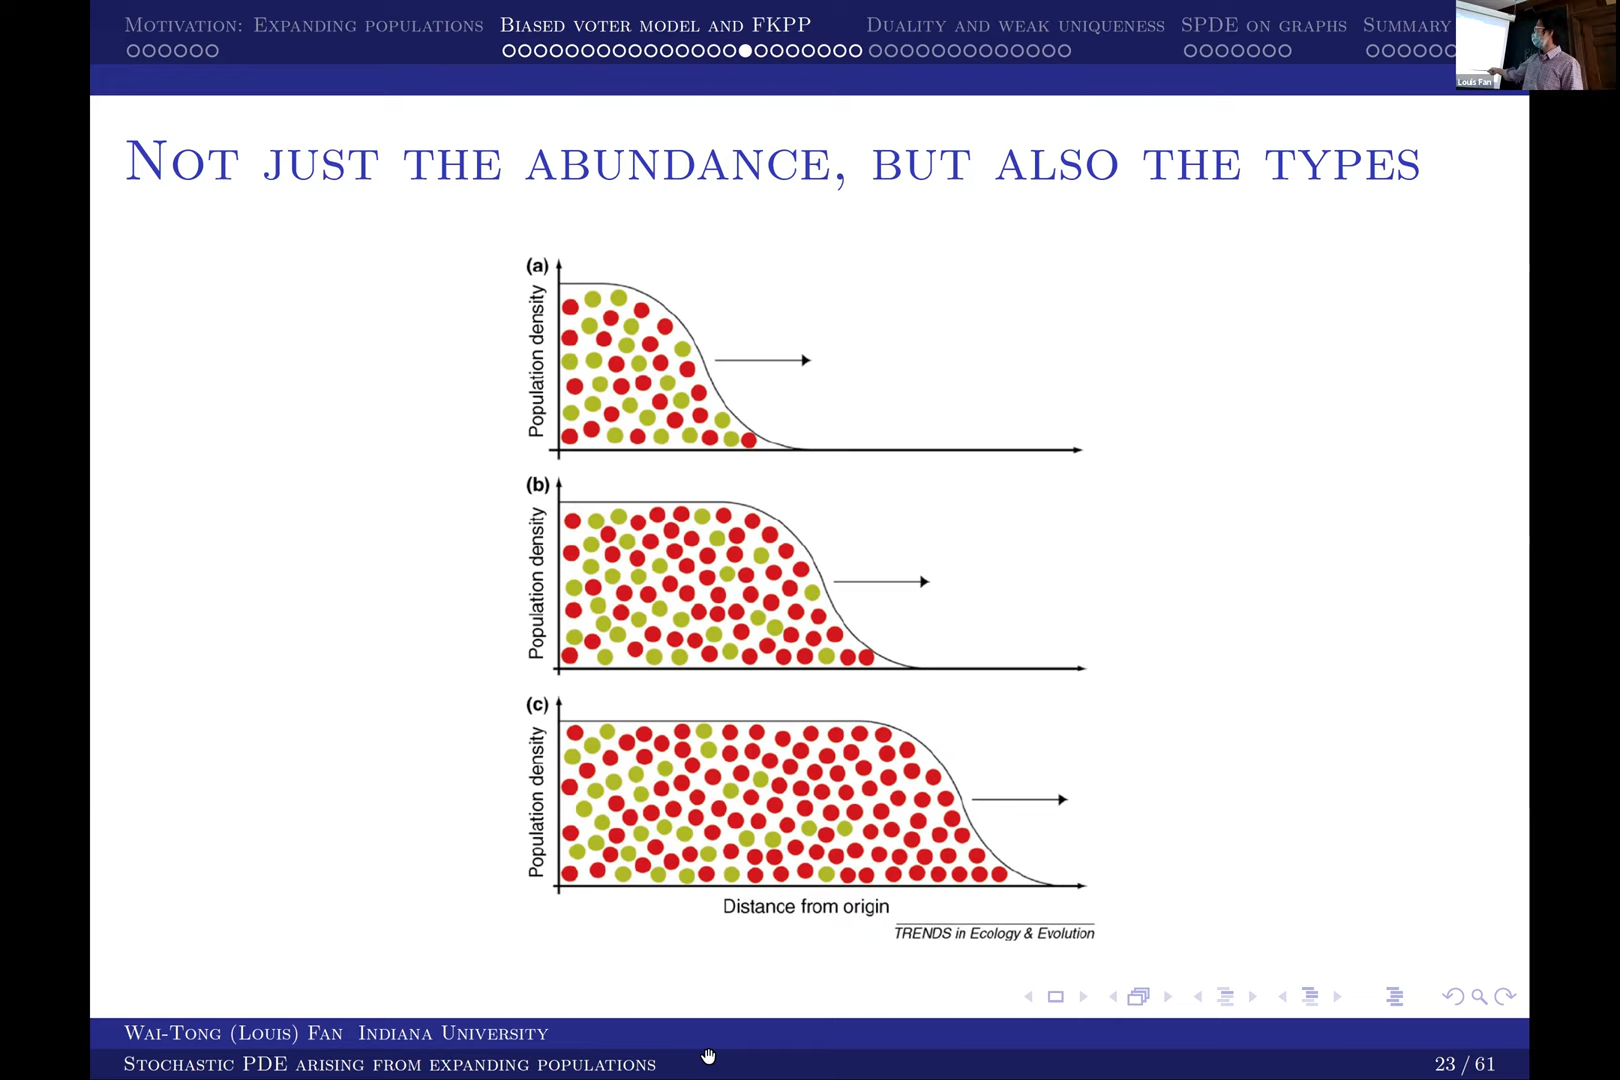 MOTIVATION: EXPANDING POPULATIONS BIASED VOTER MODEL AND FKPP DUALITY AND WEAK UNIQUENESS SPDE ON GRAPHS SUMMARY
Louis Fan
NOT JUST THE ABUNDANCE, BUT ALSO THE TYPES
(a)
Population density
(b)
Population density
(c)
Population density
Distance from origin
TRENDS in Ecology & Evolution
WAI-TONG (LOUIS) FAN INDIANA UNIVERSITY
STOCHASTIC PDE ARISING FROM EXPANDING POPULATIONS
23 / 61